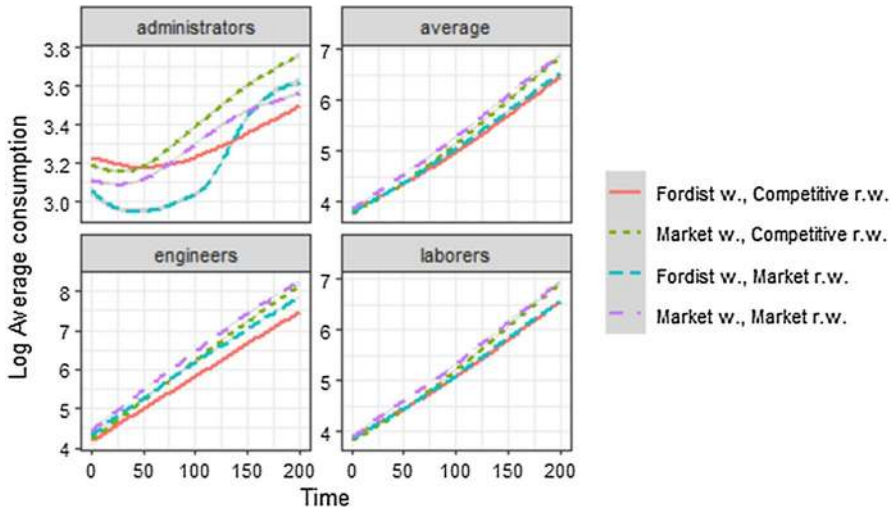 administrators
average
3.8
3.6
3.4
3.2
3.0
7
6
5
4
engineers
laborers
8
7
6
5
4
7
6
5
4
0 50 100 150 200
0 50 100 150 200
Time
Log Average consumption
Fordist w., Competitive r.w.
Market w., Competitive r.w.
Fordist w., Market r.w.
Market w., Market r.w.